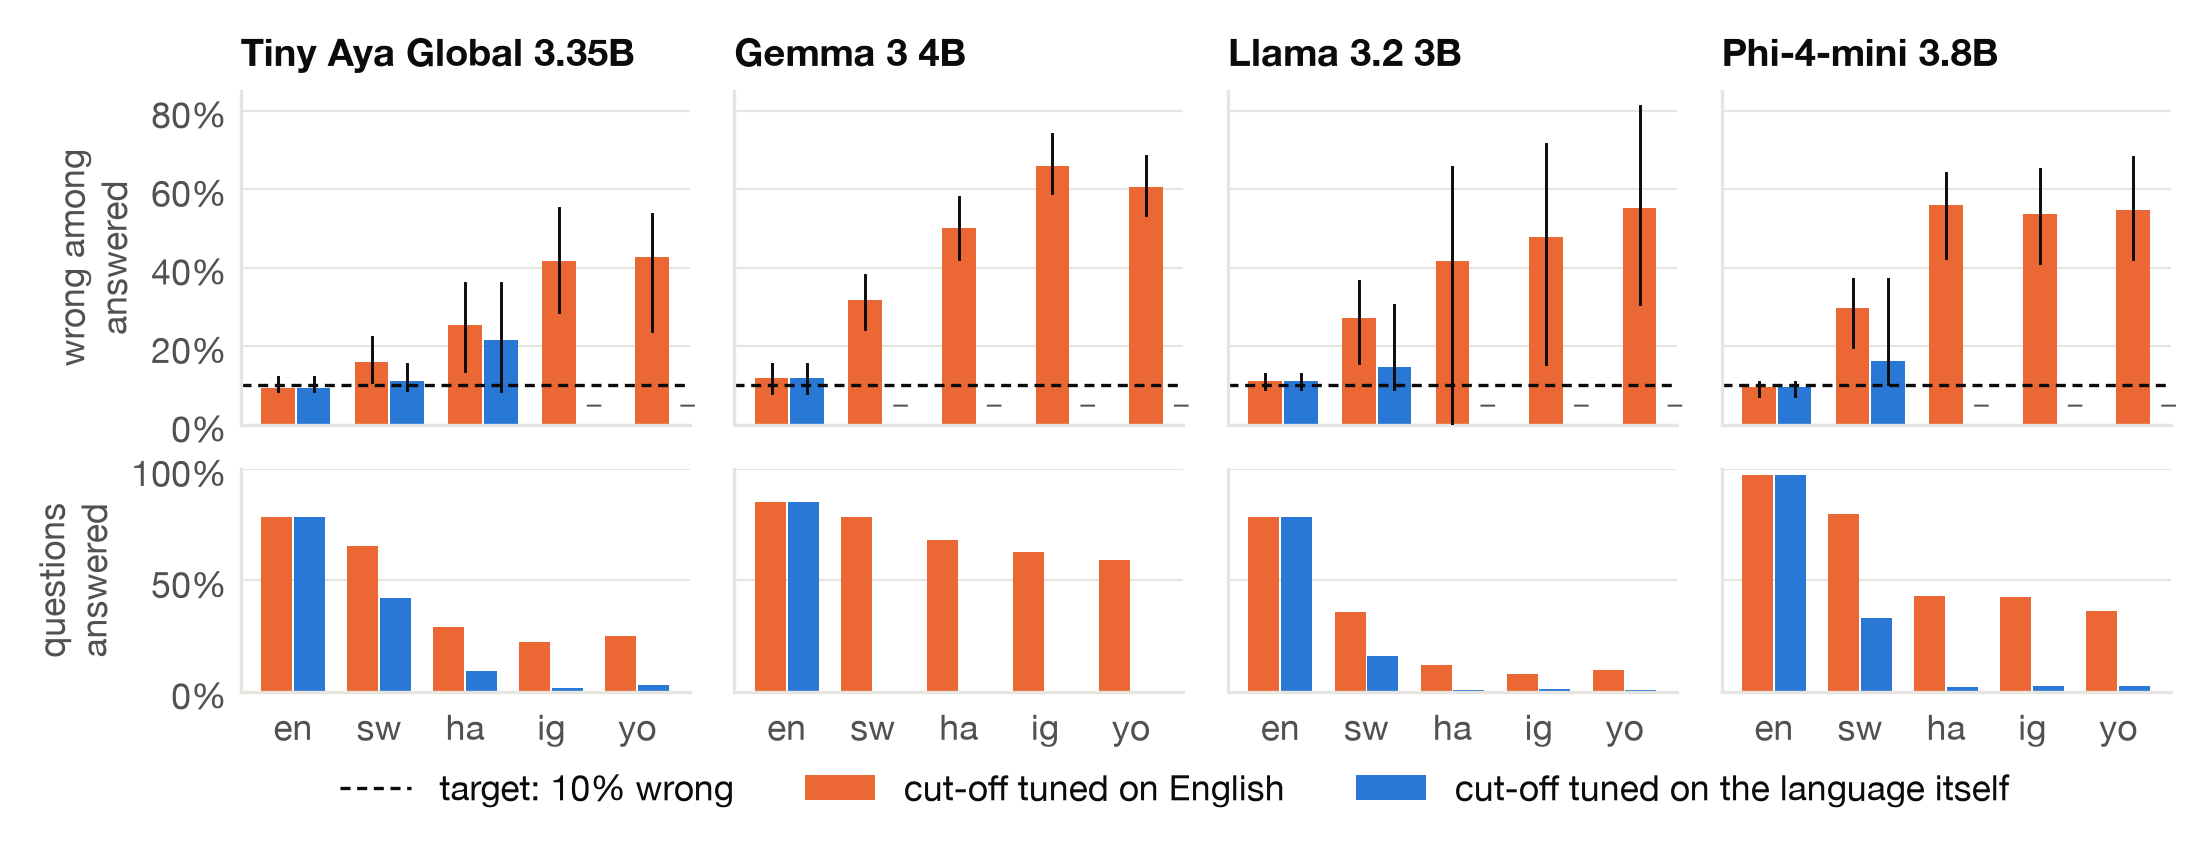 Tiny Aya Global 3.35B
Gemma 3 4B
Llama 3.2 3B
Phi-4-mini 3.8B
wrong among
answered
80%
60%
40%
20%
0%
– –
– – – –
– – –
– – –
questions
answered
100%
50%
0%
en sw ha ig yo
en sw ha ig yo
en sw ha ig yo
en sw ha ig yo
target: 10% wrong
cut-off tuned on English
cut-off tuned on the language itself